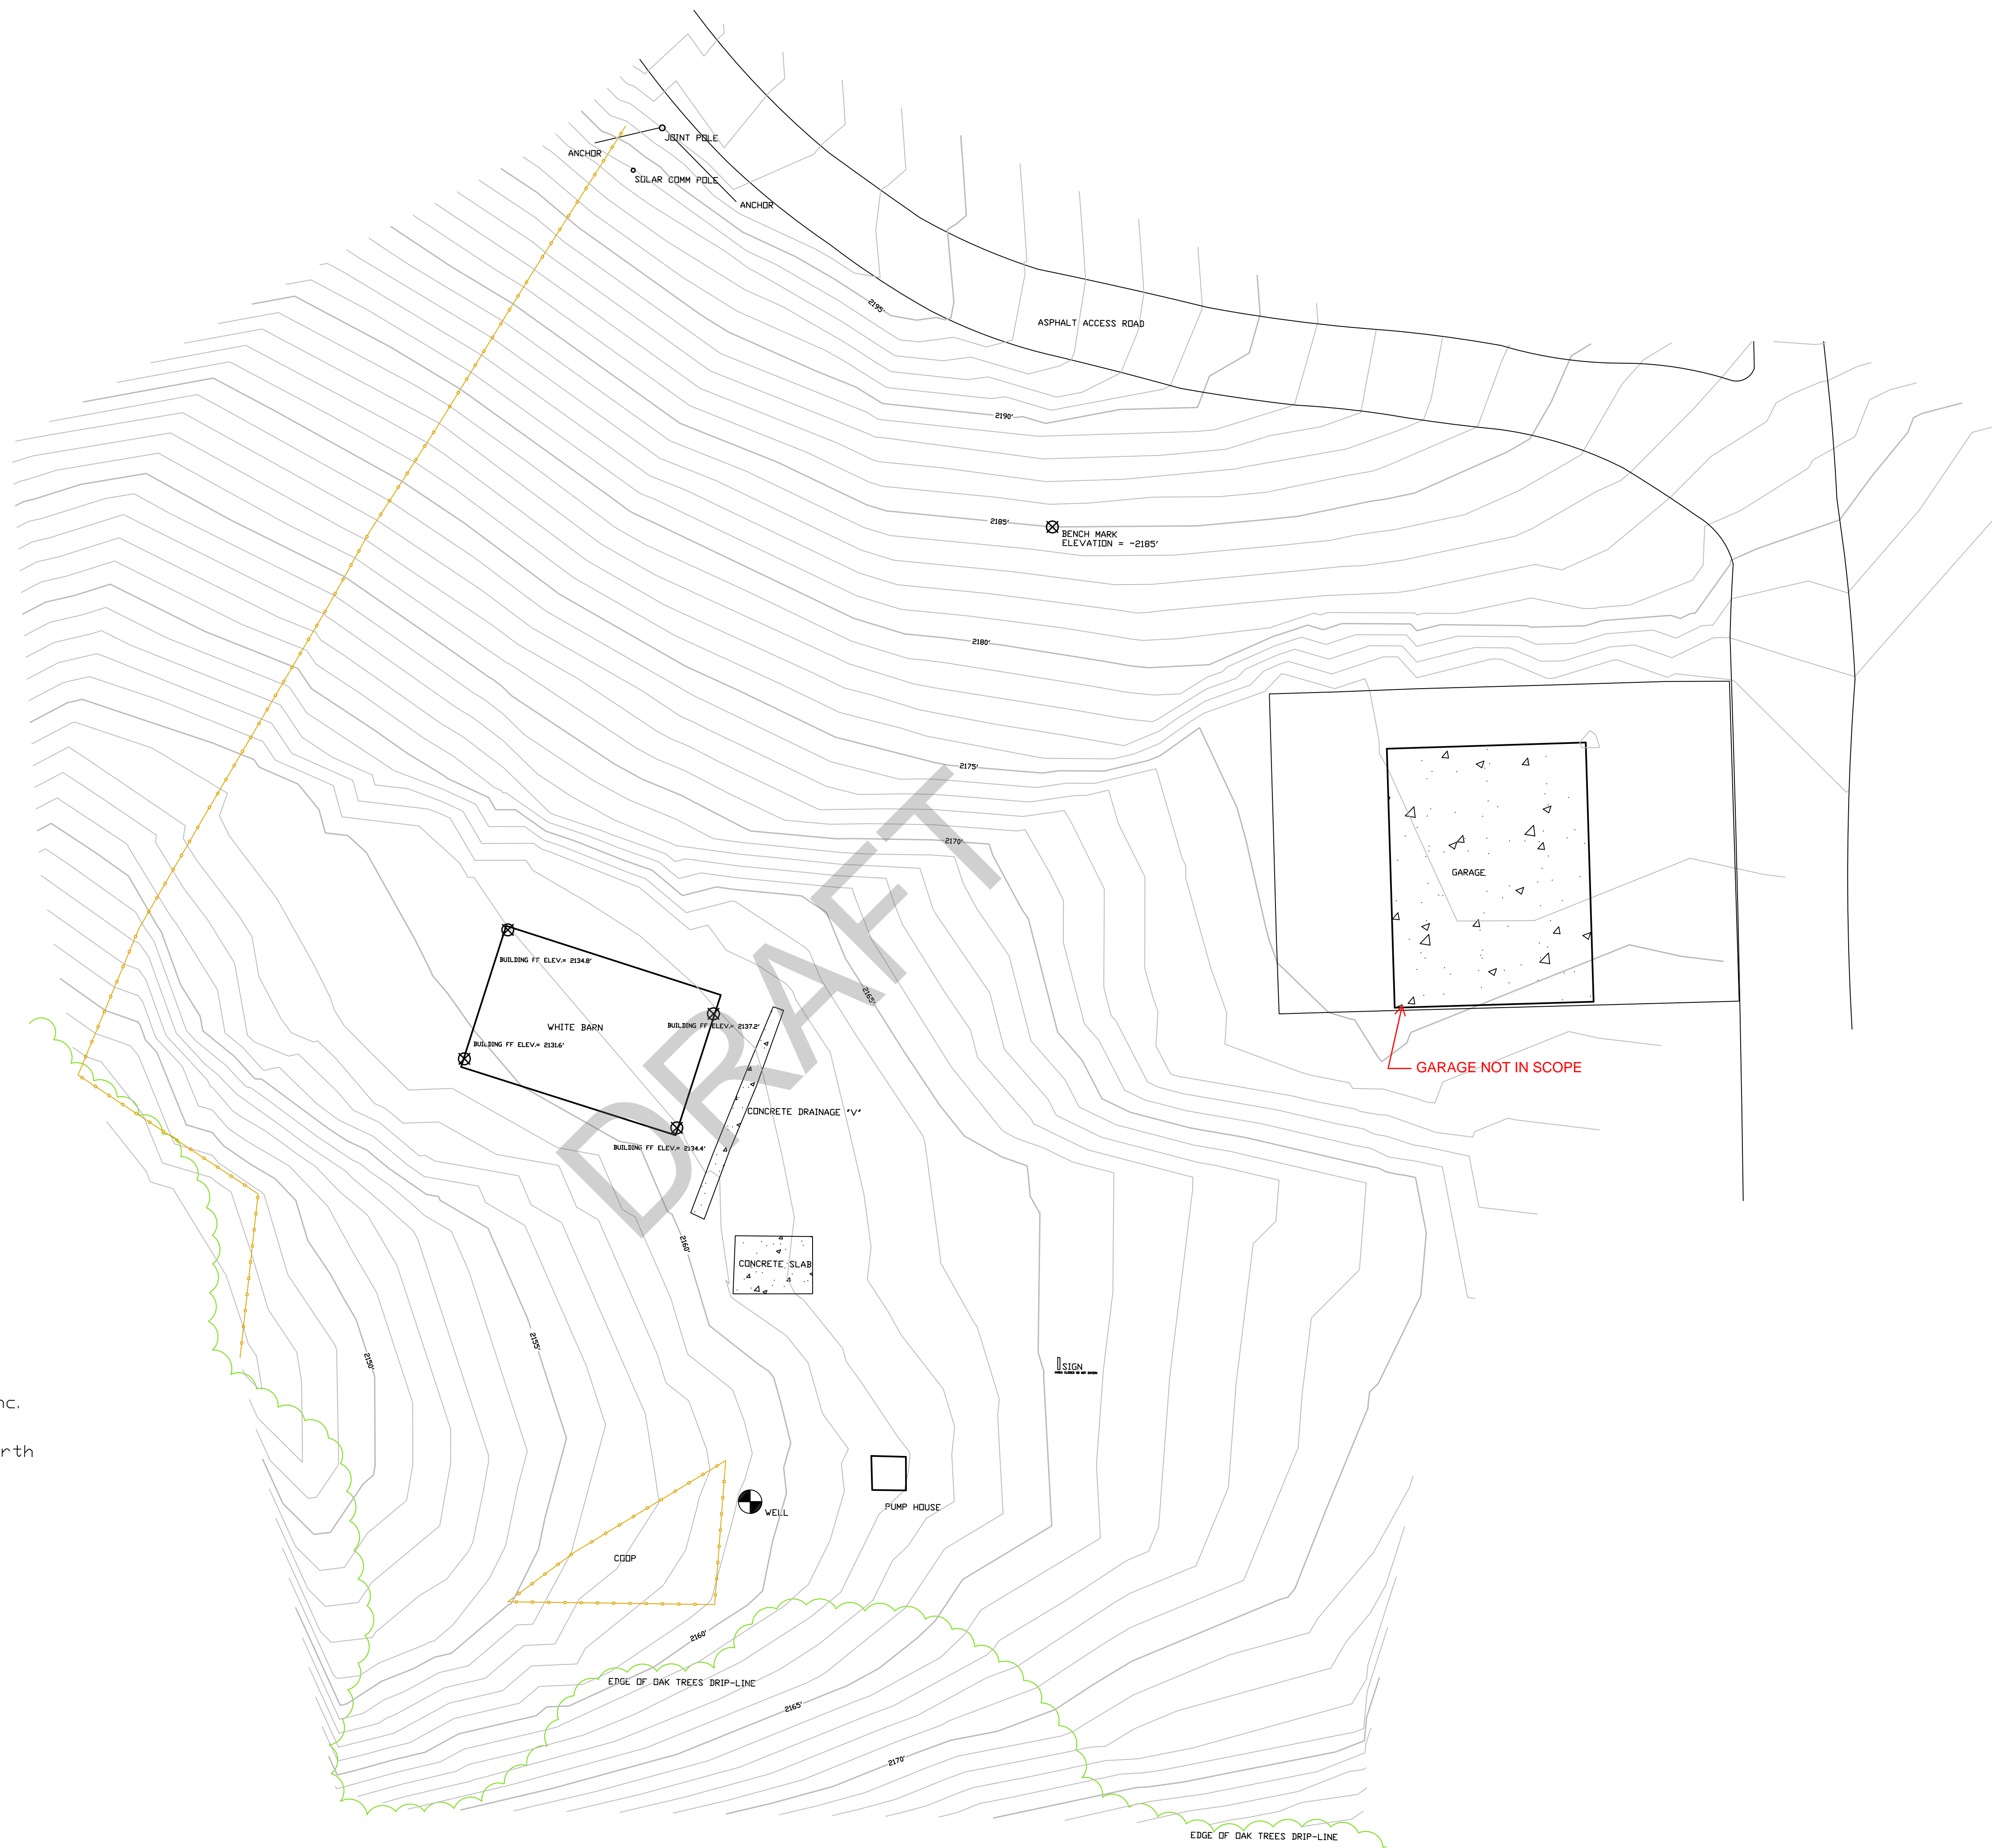 JOINT POLE
ANCHOR
SOLAR COMM POLE
ANCHOR
2195'
ASPHALT ACCESS ROAD
2190'
2185'
BENCH MARK
ELEVATION = ~2185'
2180'
2175'
2170'
GARAGE
BUILDING FF ELEV.= 2134.8'
2165'
WHITE BARN
BUILDING FF ELEV.= 2137.2'
BUILDING FF ELEV.= 2131.6'
GARAGE NOT IN SCOPE
DRAFT
CONCRETE DRAINAGE "V"
BUILDING FF ELEV.= 2134.4'
2160'
CONCRETE SLAB
2155'
2150'
SIGN
nc.
rth
PUMP HOUSE
WELL
COOP
2160'
EDGE OF OAK TREES DRIP-LINE
2165'
2170'
EDGE OF OAK TREES DRIP-LINE